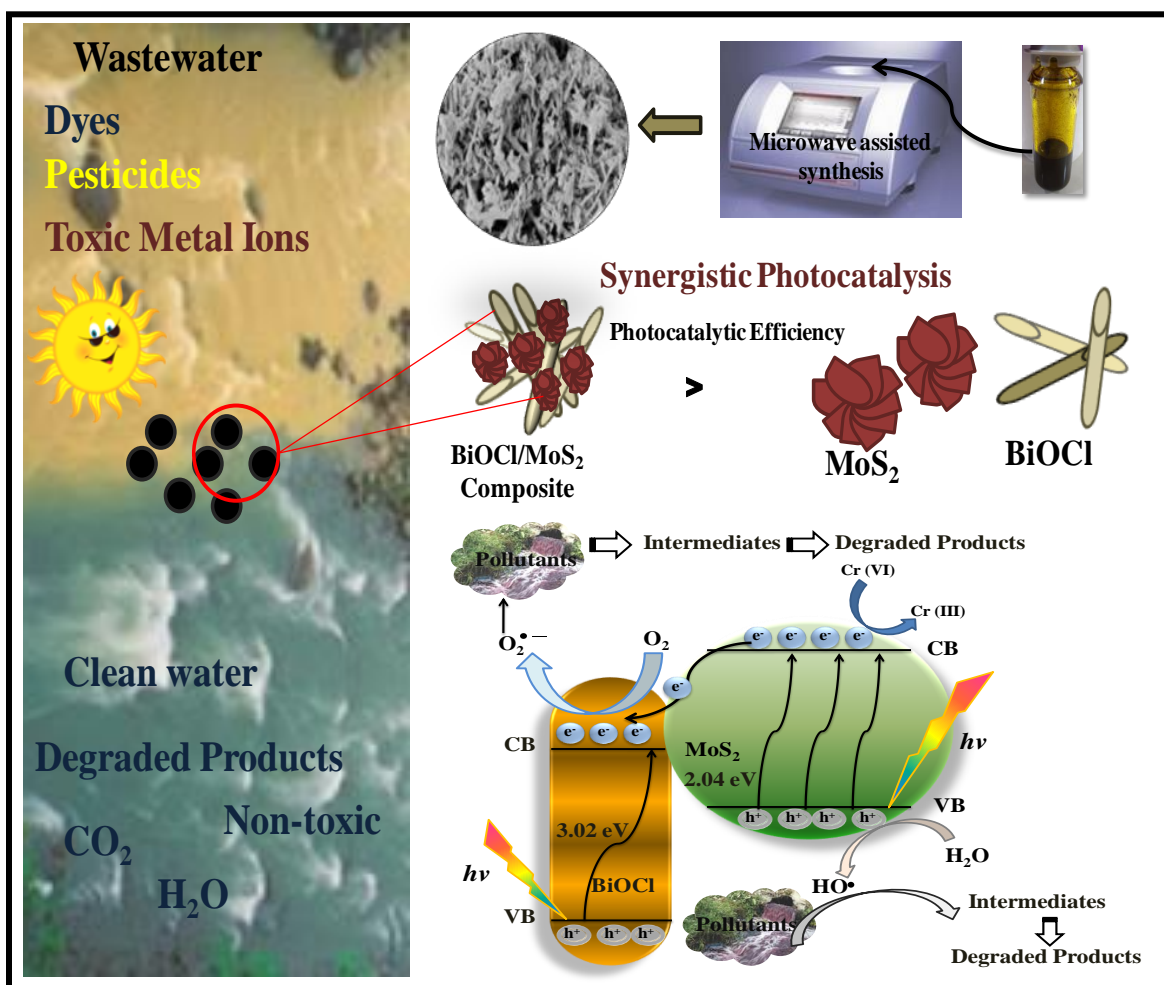 Wastewater
Dyes
Pesticides
Toxic Metal Ions
Clean water
Degraded Products
Non-toxic
CO₂
H₂O
Microwave assisted
synthesis
Synergistic Photocatalysis
Photocatalytic Efficiency
>
BiOCl/MoS₂
Composite
MoS₂
BiOCl
Pollutants
Intermediates
Degraded Products
Cr (VI)
Cr (III)
O₂•—
O₂
e⁻ e⁻ e⁻ e⁻
CB
e⁻
e⁻ e⁻ e⁻
CB
MoS₂
2.04 eV
hν
VB
h⁺ h⁺ h⁺ h⁺
3.02 eV
hν
BiOCl
H₂O
HO•
VB
h⁺ h⁺ h⁺
Pollutants
Intermediates
Degraded Products